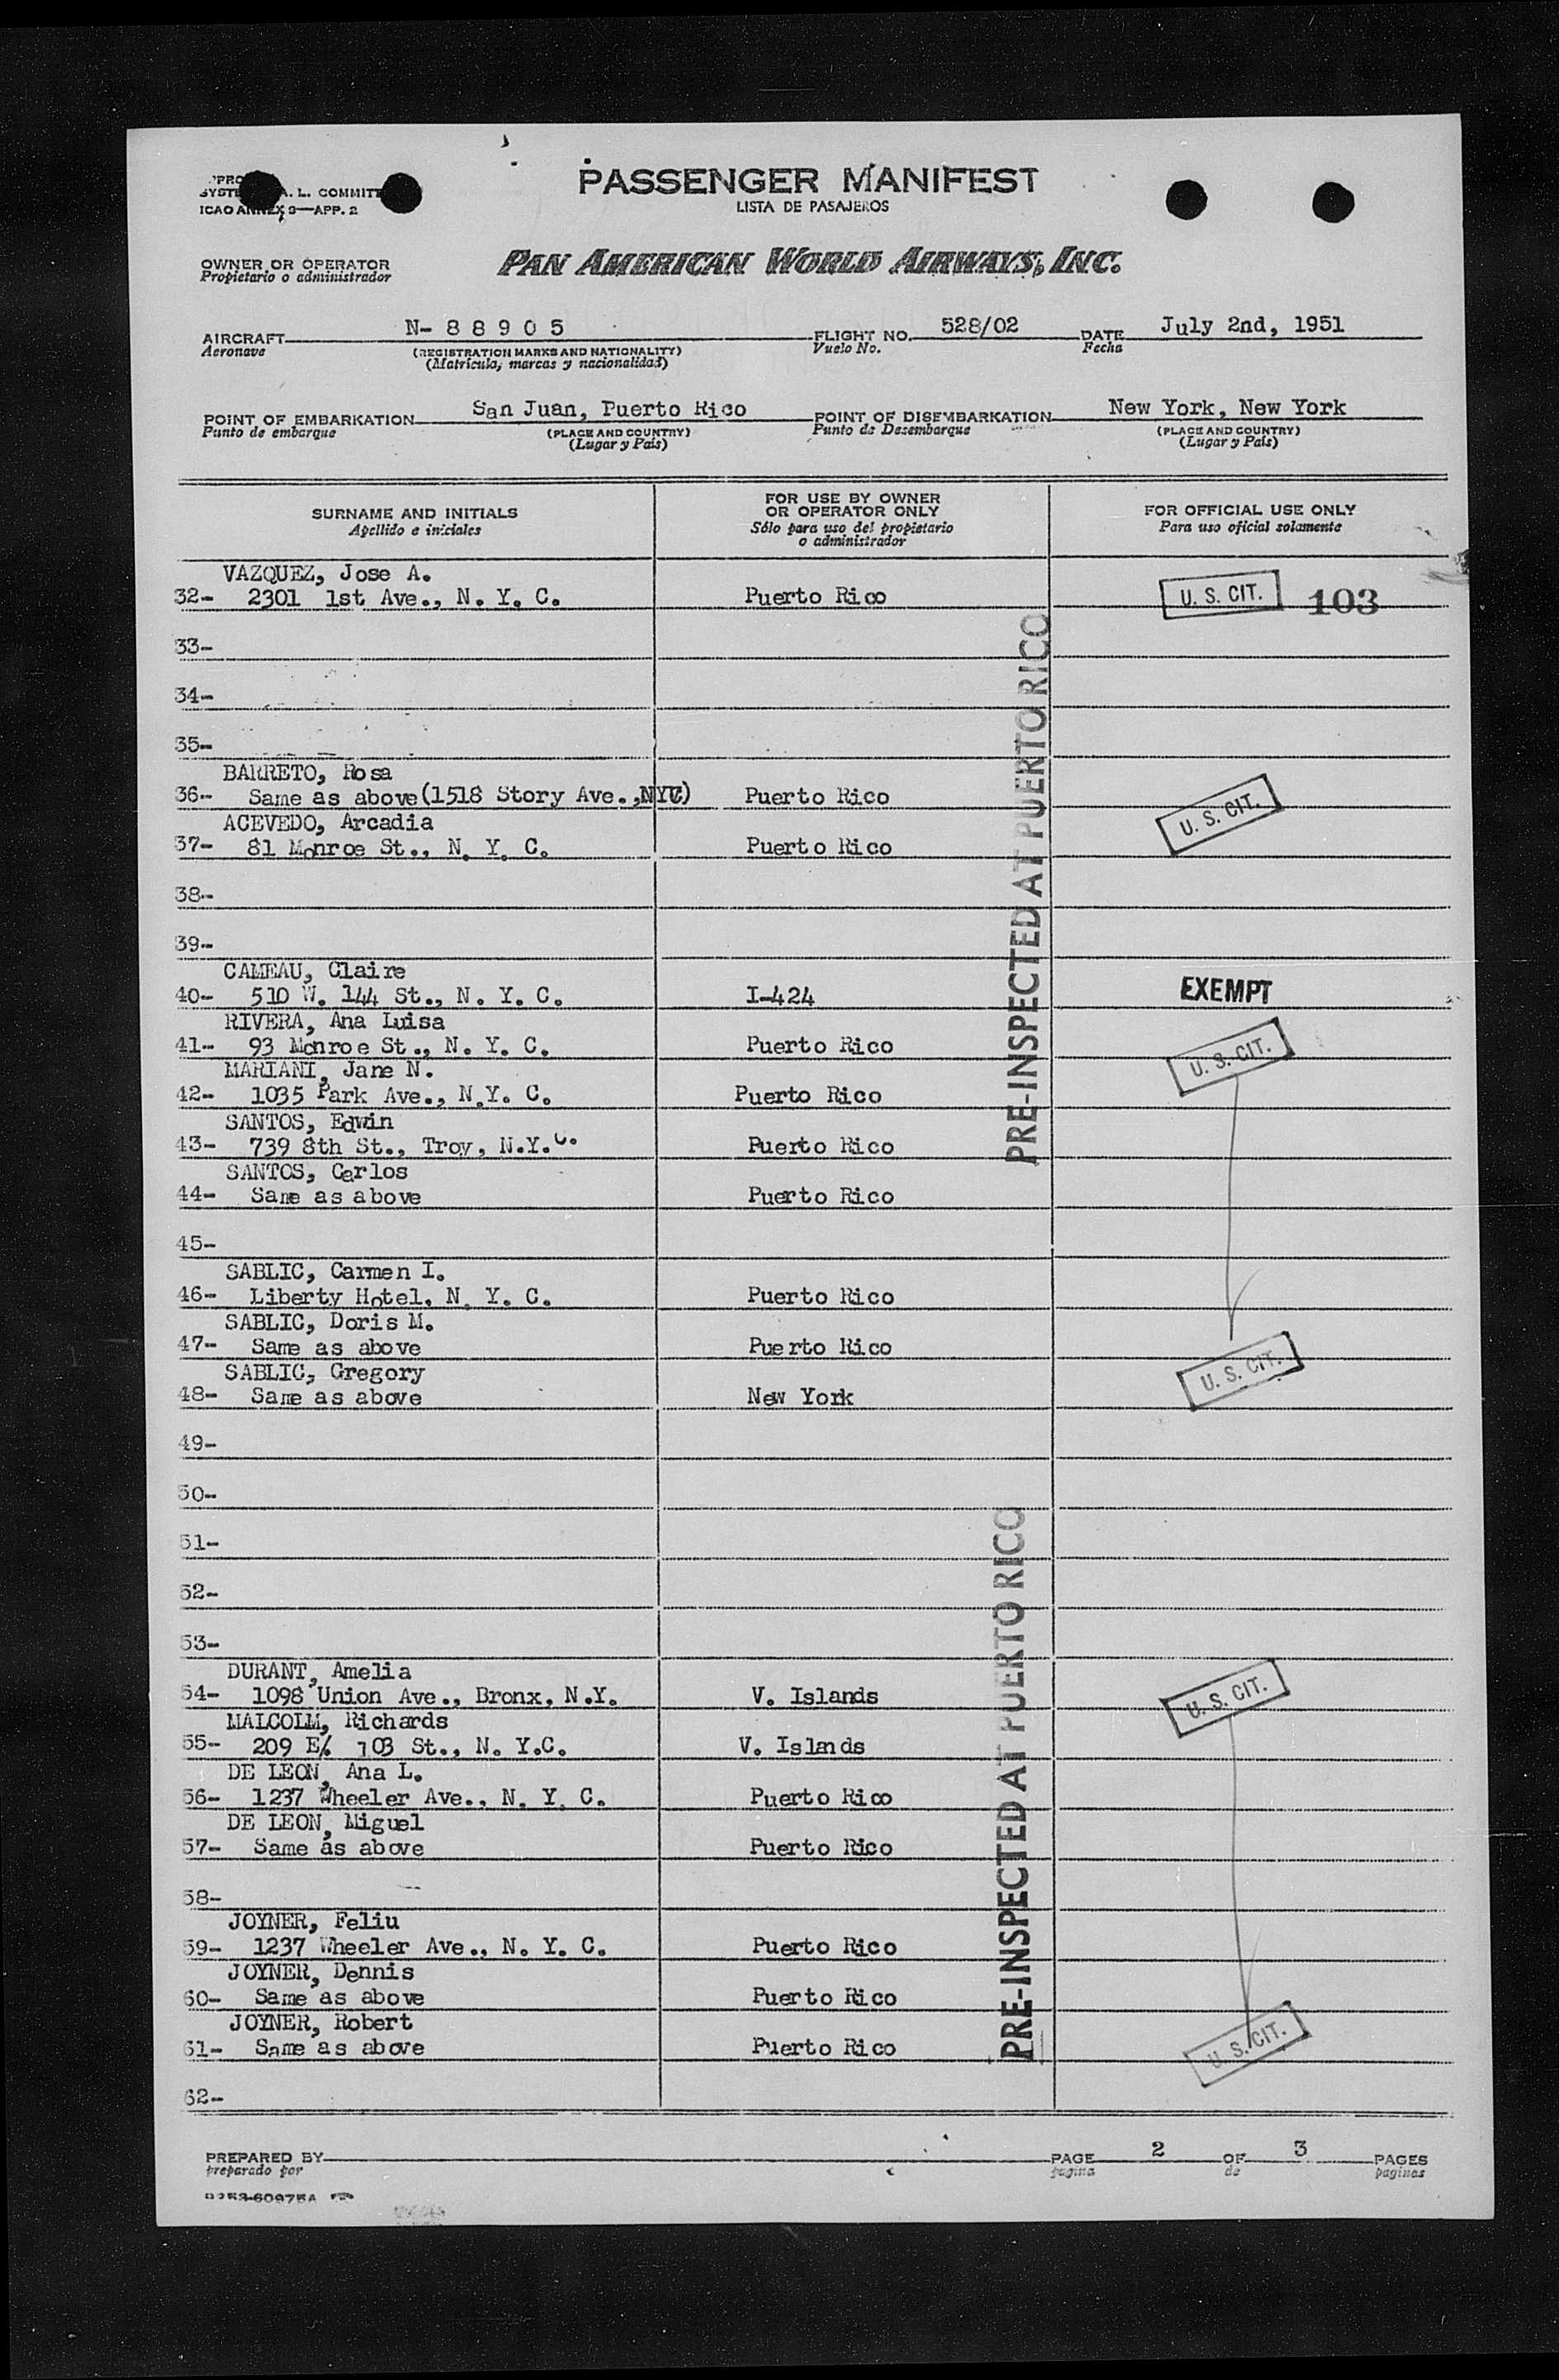 PASSENGER MANIFEST
LISTA DE PASAJEROS
A. L. COMMITT
ICAO ANNEX 9—APP. 2
OWNER OR OPERATOR
Propietario o administrador
PAN AMERICAN WORLD AIRWAYS, INC.
AIRCRAFT N- 8 8 9 0 5 FLIGHT NO. 528/02 DATE July 2nd, 1951
Aeronave (REGISTRATION MARKS AND NATIONALITY) Vuelo No. Fecha
(Matrícula, marcas y nacionalidad)
POINT OF EMBARKATION San Juan, Puerto Rico POINT OF DISEMBARKATION New York, New York
Punto de embarque (PLACE AND COUNTRY) Punto de Desembarque (PLACE AND COUNTRY)
(Lugar y País) (Lugar y País)
SURNAME AND INITIALS
Apellido e iniciales
FOR USE BY OWNER
OR OPERATOR ONLY
Sólo para uso del propietario
o administrador
FOR OFFICIAL USE ONLY
Para uso oficial solamente
VAZQUEZ, Jose A.
32- 2301 1st Ave., N. Y. C. Puerto Rico U. S. CIT. 103
33-
34-
35-
BARRETO, Rosa
36- Same as above(1518 Story Ave.,NYC) Puerto Rico U. S. CIT.
ACEVEDO, Arcadia
37- 81 Monroe St., N. Y. C. Puerto Rico
38-
39-
CAMEAU, Claire
40- 510 W. 144 St., N. Y. C. I-424 EXEMPT
RIVERA, Ana Luisa
41- 93 Monroe St., N. Y. C. Puerto Rico U. S. CIT.
MARIANI, Jane N.
42- 1035 Park Ave., N.Y. C. Puerto Rico
SANTOS, Edwin
43- 739 8th St., Troy, N.Y.C. Puerto Rico
PRE-INSPECTED AT PUERTO RICO
SANTOS, Carlos
44- Same as above Puerto Rico
45-
SABLIC, Carmen I.
46- Liberty Hotel, N. Y. C. Puerto Rico
SABLIC, Doris M.
47- Same as above Puerto Rico
SABLIC, Gregory
48- Same as above New York U. S. CIT.
49-
50-
51-
52-
53-
DURANT, Amelia
54- 1098 Union Ave., Bronx, N.Y. V. Islands U. S. CIT.
MALCOLM, Richards
55- 209 E/. 103 St., N. Y.C. V. Islands
DE LEON, Ana L.
56- 1237 Wheeler Ave., N. Y. C. Puerto Rico
DE LEON, Miguel
57- Same as above Puerto Rico
58-
JOYNER, Feliu
59- 1237 Wheeler Ave., N. Y. C. Puerto Rico
JOYNER, Dennis
60- Same as above Puerto Rico
JOYNER, Robert
61- Same as above Puerto Rico U. S. CIT.
PRE-INSPECTED AT PUERTO RICO
62-
PREPARED BY PAGE 2 OF 3 PAGES
preparado por pagina de paginas